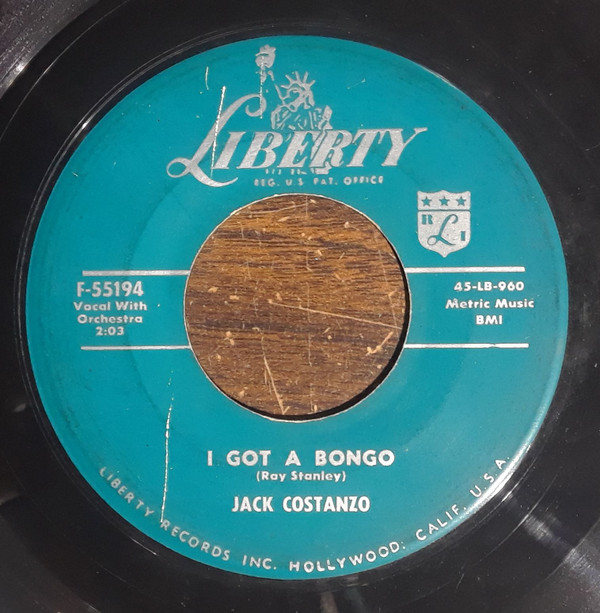 LIBERTY
REG. U.S. PAT. OFFICE
R L I
F-55194
Vocal With
Orchestra
2:03
45-LB-960
Metric Music
BMI
I GOT A BONGO
(Ray Stanley)
JACK COSTANZO
LIBERTY RECORDS INC. HOLLYWOOD, CALIF. U.S.A.